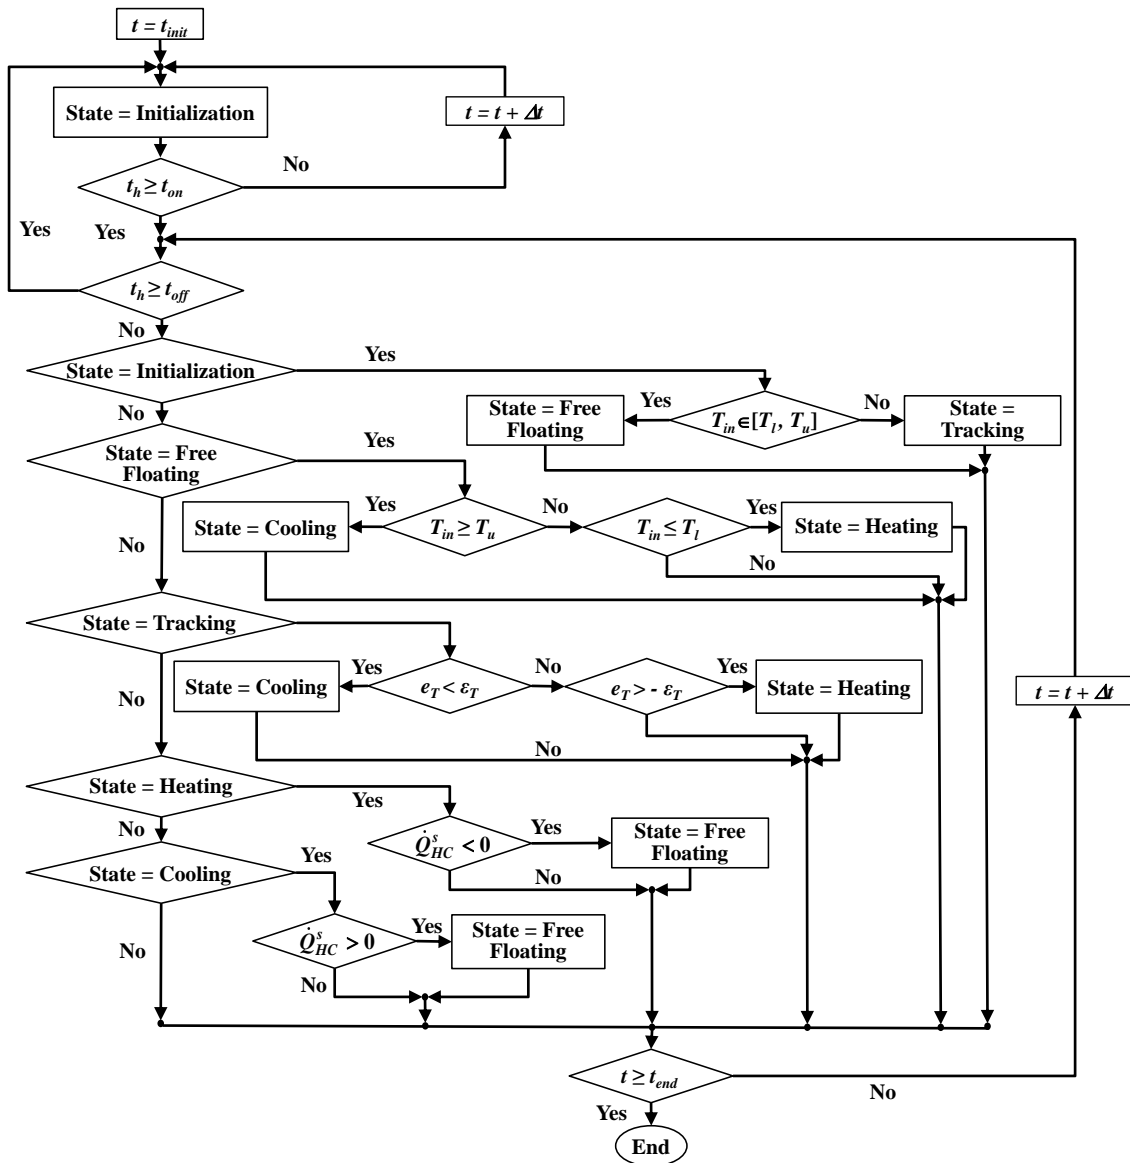 t = t_init
State = Initialization
t = t + Δt
No
t_h ≥ t_on
Yes
Yes
t_h ≥ t_off
No
State = Initialization
Yes
No
State = Free
Floating
Yes
T_in ∈ [T_l, T_u]
No
State =
Tracking
State = Free
Floating
Yes
State = Cooling
Yes
T_in ≥ T_u
No
T_in ≤ T_l
Yes
State = Heating
No
No
State = Tracking
State = Cooling
Yes
e_T < ε_T
No
e_T > - ε_T
Yes
State = Heating
t = t + Δt
No
No
State = Heating
Yes
No
Q̇^s_HC < 0
Yes
State = Free
Floating
No
State = Cooling
Yes
Q̇^s_HC > 0
Yes
State = Free
Floating
No
No
t ≥ t_end
No
Yes
End